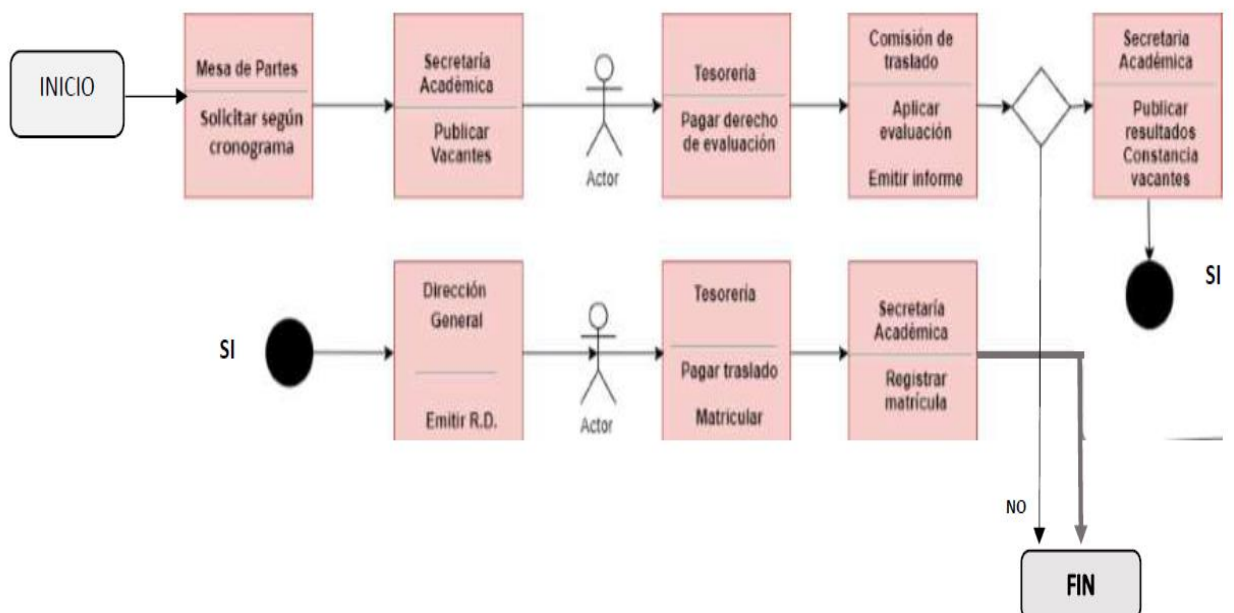 INICIO
Mesa de Partes
Solicitar según
cronograma
Secretaría
Académica
Publicar
Vacantes
Actor
Tesorería
Pagar derecho
de evaluación
Comisión de
traslado
Aplicar
evaluación
Emitir informe
Secretaria
Académica
Publicar
resultados
Constancia
vacantes
SI
SI
Dirección
General
Emitir R.D.
Actor
Tesorería
Pagar traslado
Matricular
Secretaría
Académica
Registrar
matrícula
NO
FIN